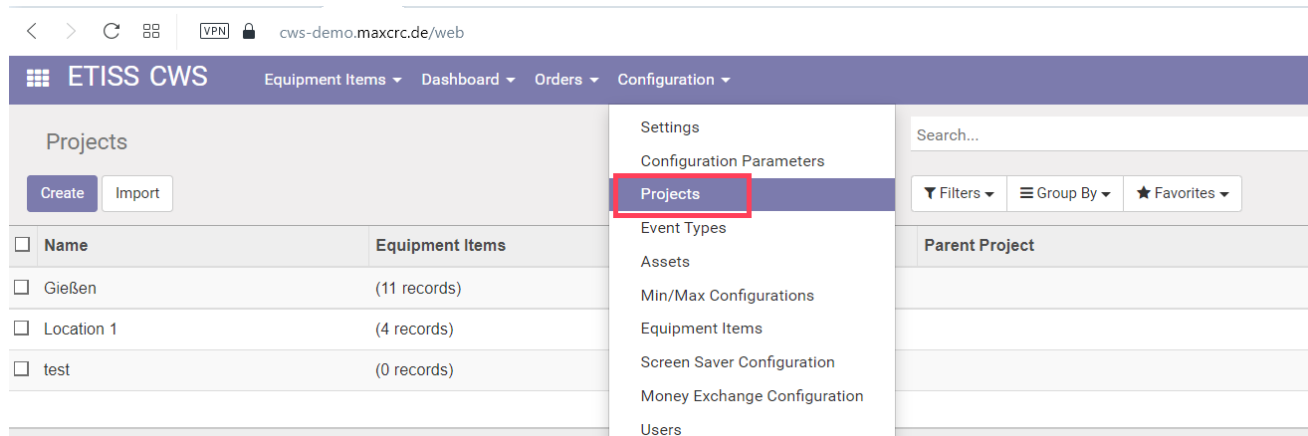 VPN cws-demo.maxcrc.de/web
ETISS CWS Equipment Items Dashboard Orders Configuration
Projects
Create Import
Settings
Configuration Parameters
Projects
Event Types
Assets
Min/Max Configurations
Equipment Items
Screen Saver Configuration
Money Exchange Configuration
Users
Search...
Filters Group By Favorites
Name Equipment Items Parent Project
Gießen (11 records)
Location 1 (4 records)
test (0 records)